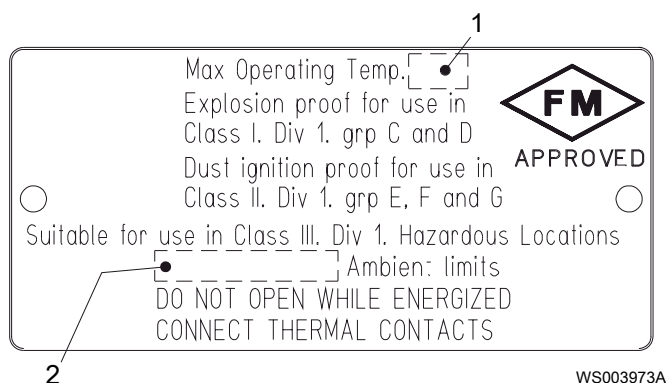 1
Max Operating Temp.
Explosion proof for use in
Class I. Div 1. grp C and D
FM
APPROVED
Dust ignition proof for use in
Class II. Div 1. grp E, F and G
Suitable for use in Class III. Div 1. Hazardous Locations
Ambient limits
DO NOT OPEN WHILE ENERGIZED
CONNECT THERMAL CONTACTS
2
WS003973A